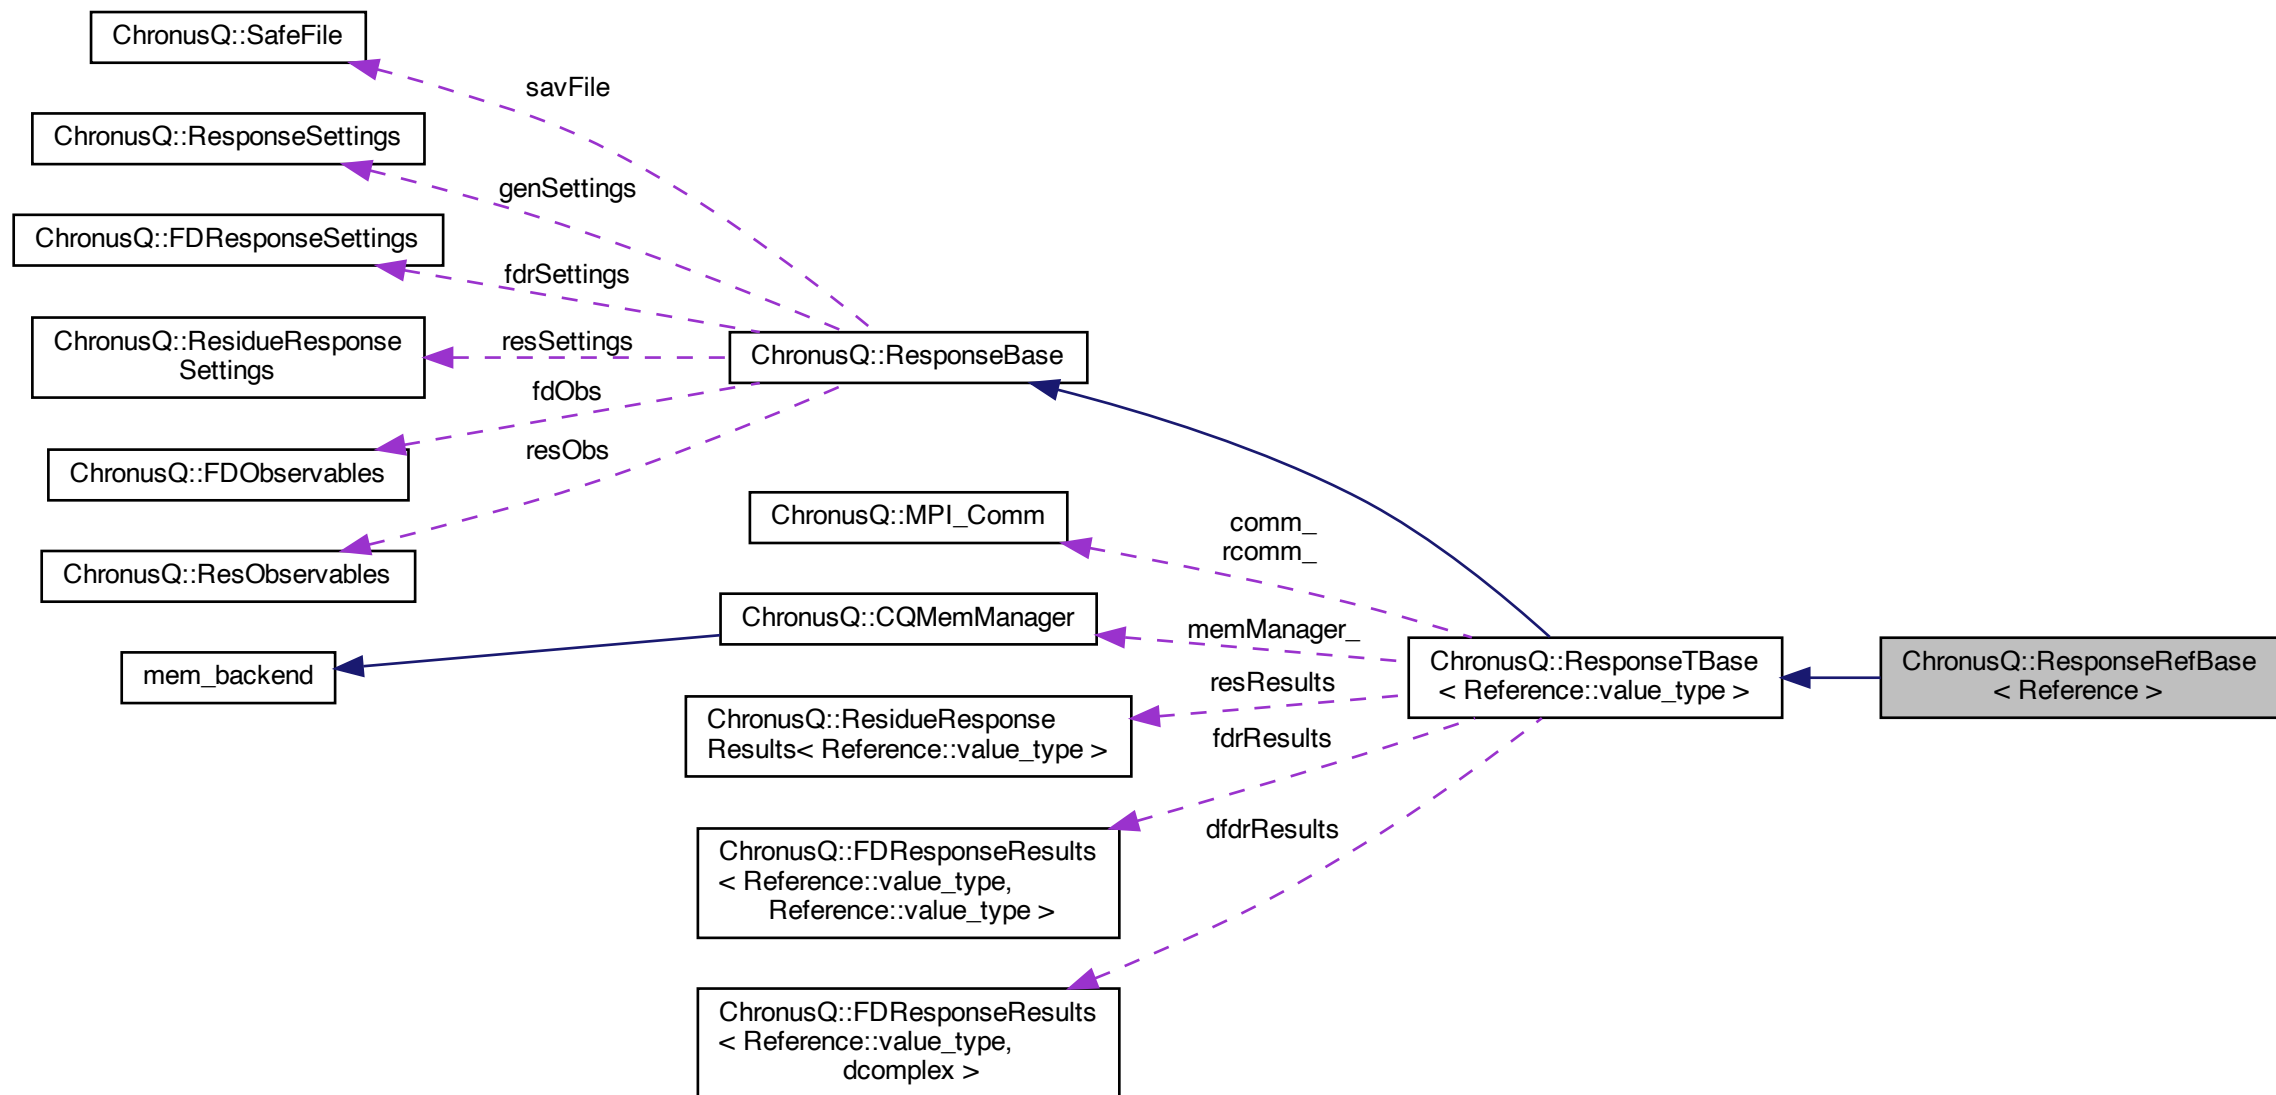 ChronusQ::SafeFile
savFile
ChronusQ::ResponseSettings
genSettings
ChronusQ::FDResponseSettings
fdrSettings
ChronusQ::ResidueResponse
Settings
resSettings
ChronusQ::ResponseBase
fdObs
ChronusQ::FDObservables
resObs
ChronusQ::ResObservables
ChronusQ::MPI_Comm
comm_
rcomm_
ChronusQ::CQMemManager
memManager_
mem_backend
ChronusQ::ResponseTBase
< Reference::value_type >
ChronusQ::ResponseRefBase
< Reference >
resResults
ChronusQ::ResidueResponse
Results< Reference::value_type >
fdrResults
ChronusQ::FDResponseResults
< Reference::value_type,
Reference::value_type >
dfdrResults
ChronusQ::FDResponseResults
< Reference::value_type,
dcomplex >